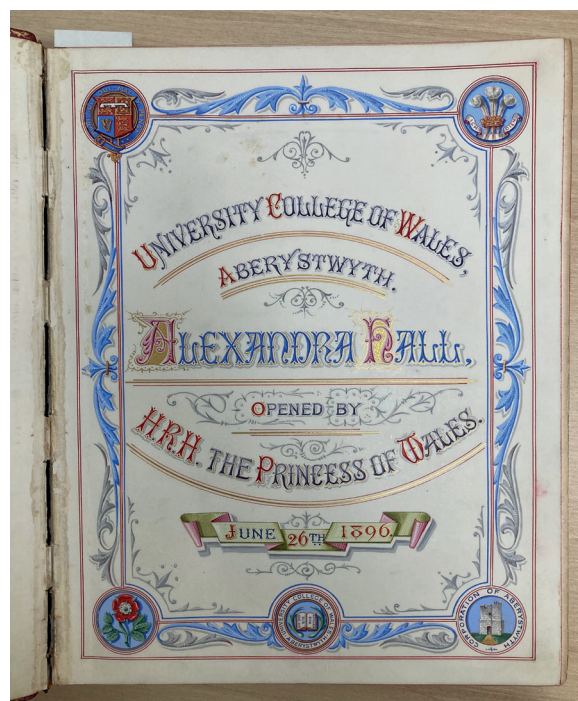 UNIVERSITY COLLEGE OF WALES,
ABERYSTWYTH.
ALEXANDRA HALL,
OPENED BY
H.R.H. THE PRINCESS OF WALES.
JUNE 26TH 1896.
UNIVERSITY COLLEGE OF WALES
CORPORATION OF ABERYSTWYTH